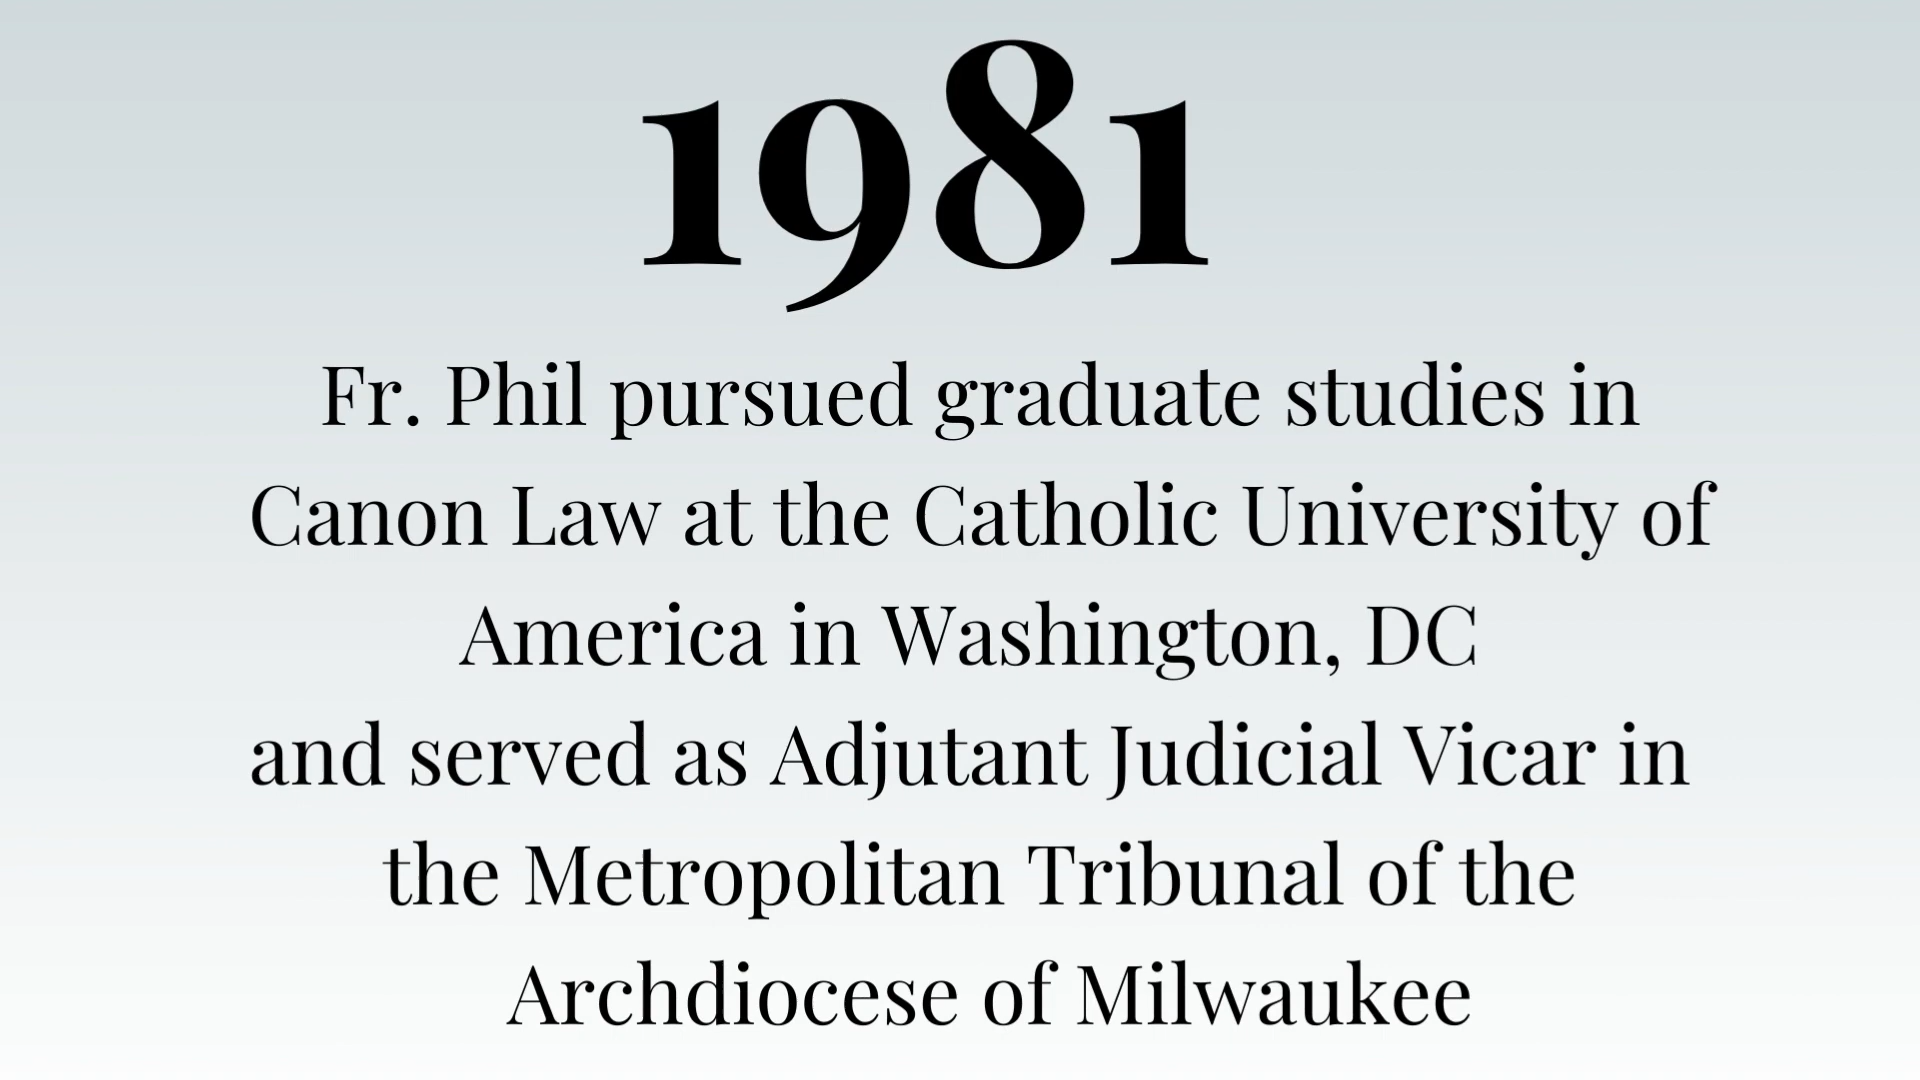 1981
Fr. Phil pursued graduate studies in
Canon Law at the Catholic University of
America in Washington, DC
and served as Adjutant Judicial Vicar in
the Metropolitan Tribunal of the
Archdiocese of Milwaukee